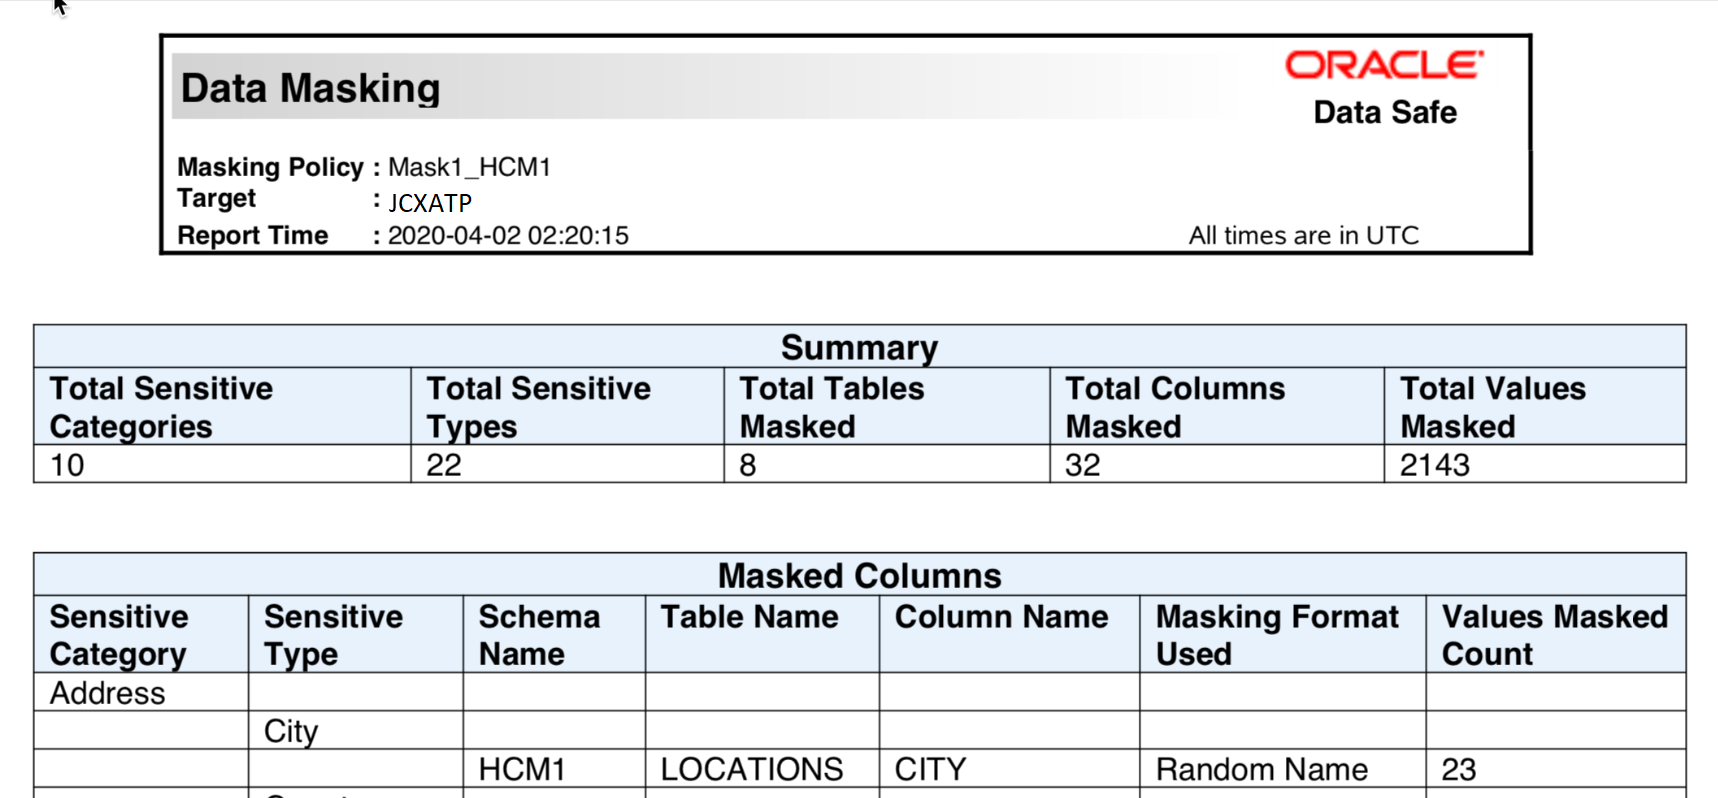 Data Masking
ORACLE
Data Safe
Masking Policy : Mask1_HCM1
Target : JCXATP
Report Time : 2020-04-02 02:20:15 All times are in UTC
Summary
Total Sensitive Categories Total Sensitive Types Total Tables Masked Total Columns Masked Total Values Masked
10 22 8 32 2143
Masked Columns
Sensitive Category Sensitive Type Schema Name Table Name Column Name Masking Format Used Values Masked Count
Address
City
HCM1 LOCATIONS CITY Random Name 23